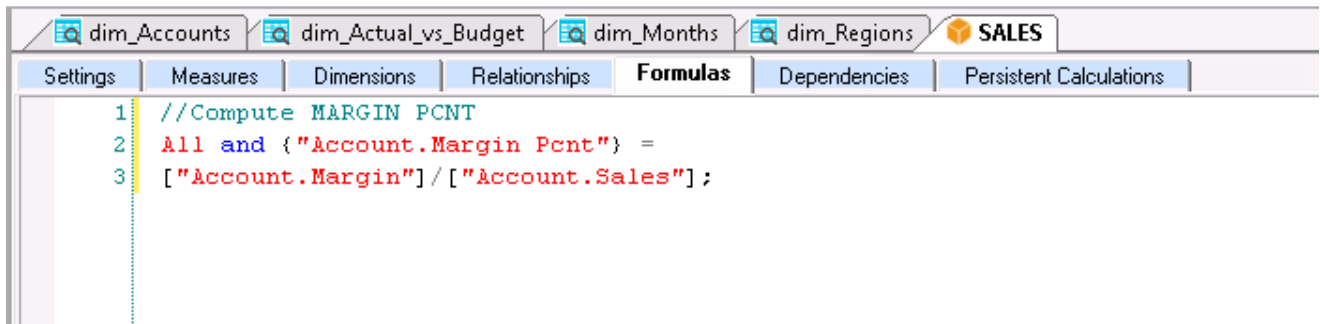 dim_Accounts dim_Actual_vs_Budget dim_Months dim_Regions SALES
Settings Measures Dimensions Relationships Formulas Dependencies Persistent Calculations
1 //Compute MARGIN PCNT
2 All and {"Account.Margin Pcnt"} =
3 ["Account.Margin"]/["Account.Sales"];